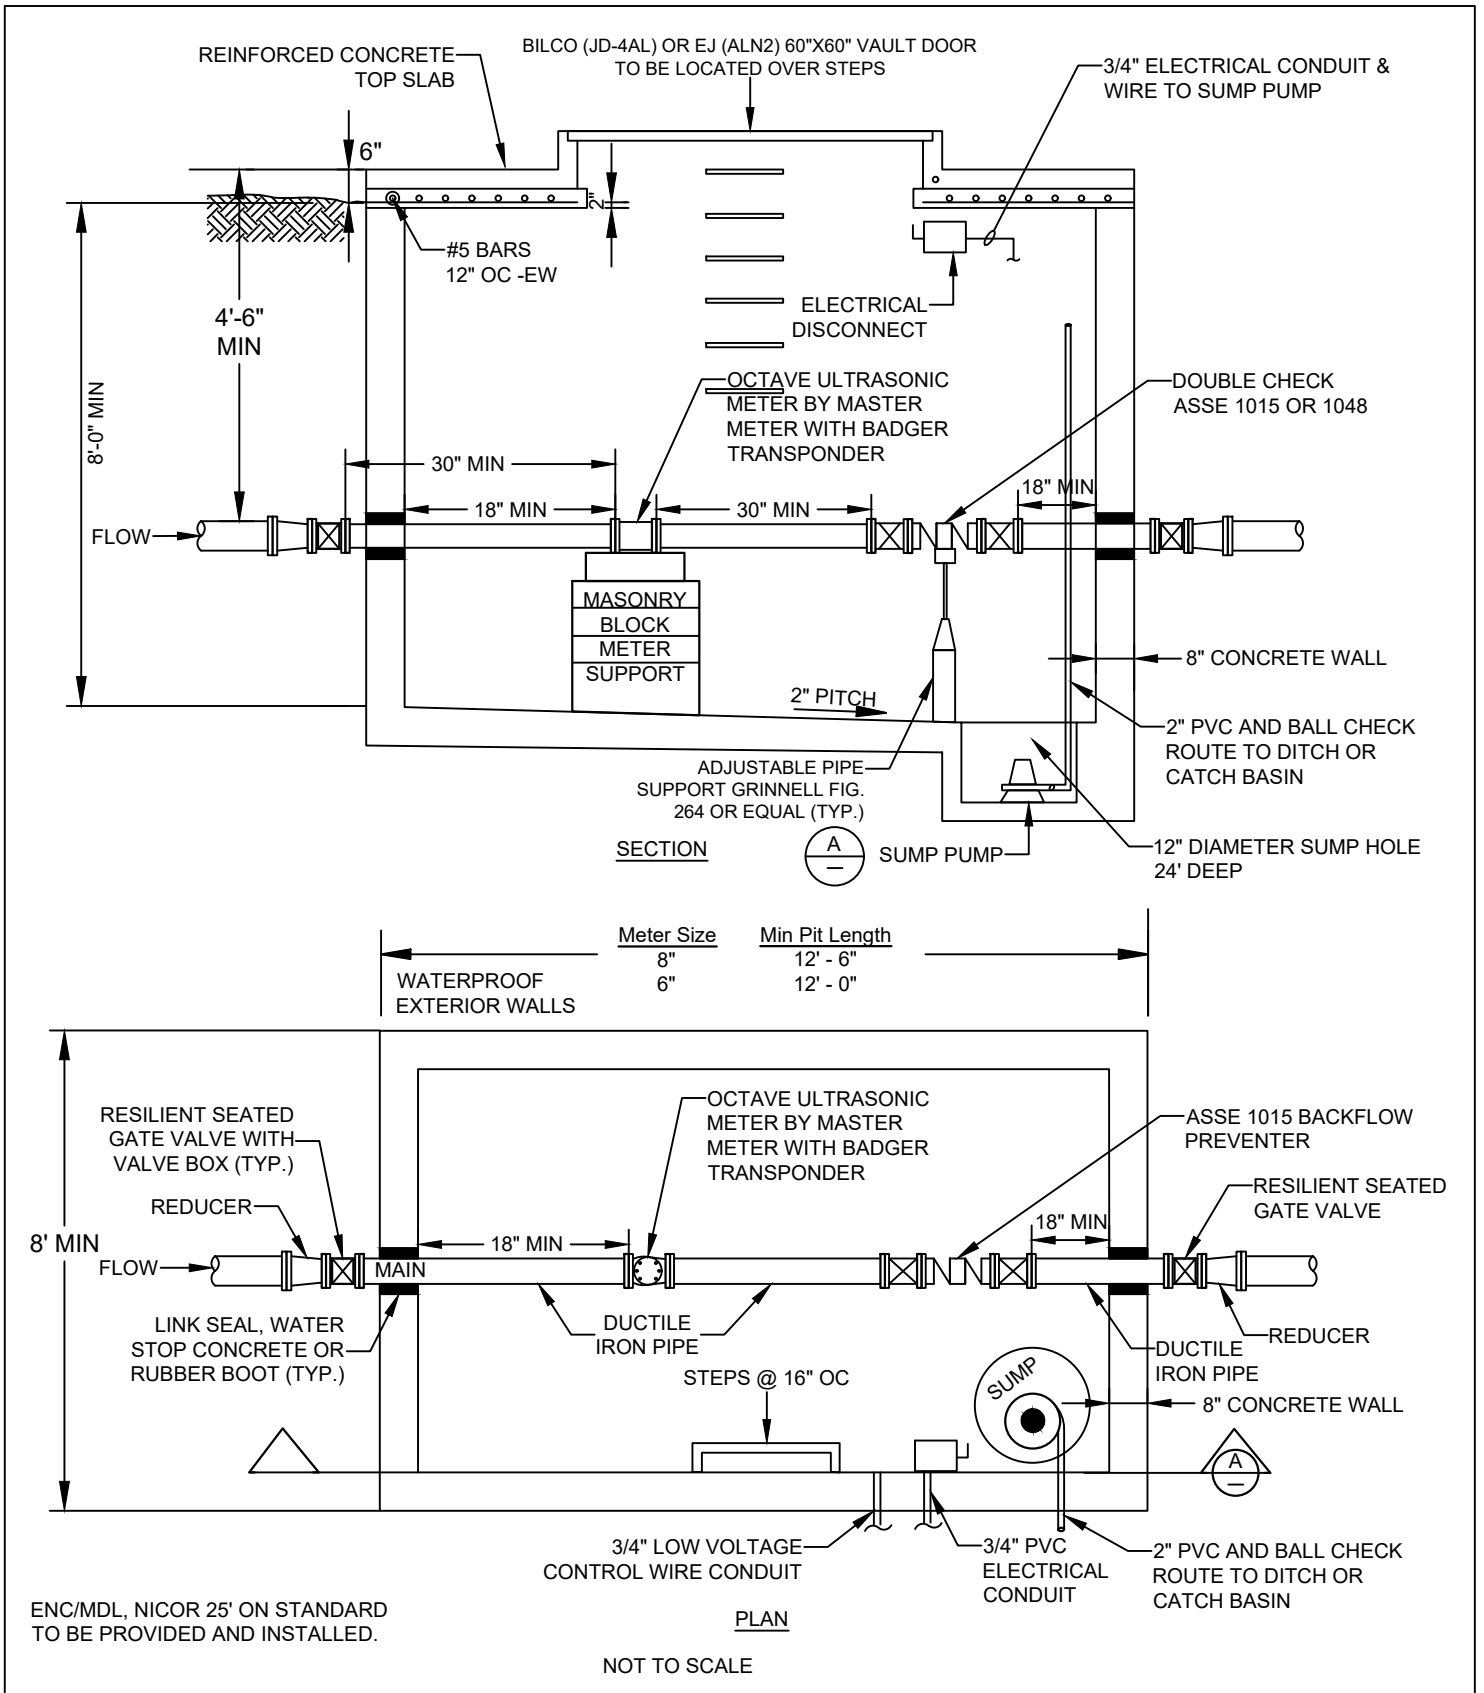 REINFORCED CONCRETE
TOP SLAB
BILCO (JD-4AL) OR EJ (ALN2) 60"X60" VAULT DOOR
TO BE LOCATED OVER STEPS
3/4" ELECTRICAL CONDUIT &
WIRE TO SUMP PUMP
6"
2"
#5 BARS
12" OC -EW
4'-6"
MIN
8'-0" MIN
ELECTRICAL
DISCONNECT
OCTAVE ULTRASONIC
METER BY MASTER
METER WITH BADGER
TRANSPONDER
DOUBLE CHECK
ASSE 1015 OR 1048
30" MIN
18" MIN
30" MIN
18" MIN
FLOW
MASONRY
BLOCK
METER
SUPPORT
8" CONCRETE WALL
2" PITCH
2" PVC AND BALL CHECK
ROUTE TO DITCH OR
CATCH BASIN
ADJUSTABLE PIPE
SUPPORT GRINNELL FIG.
264 OR EQUAL (TYP.)
SECTION
A
SUMP PUMP
12" DIAMETER SUMP HOLE
24' DEEP
Meter Size Min Pit Length
8" 12' - 6"
6" 12' - 0"
WATERPROOF
EXTERIOR WALLS
RESILIENT SEATED
GATE VALVE WITH
VALVE BOX (TYP.)
OCTAVE ULTRASONIC
METER BY MASTER
METER WITH BADGER
TRANSPONDER
ASSE 1015 BACKFLOW
PREVENTER
REDUCER
RESILIENT SEATED
GATE VALVE
8' MIN
18" MIN
18" MIN
FLOW
MAIN
LINK SEAL, WATER
STOP CONCRETE OR
RUBBER BOOT (TYP.)
DUCTILE
IRON PIPE
REDUCER
DUCTILE
IRON PIPE
STEPS @ 16" OC
SUMP
8" CONCRETE WALL
A
3/4" LOW VOLTAGE
CONTROL WIRE CONDUIT
3/4" PVC
ELECTRICAL
CONDUIT
2" PVC AND BALL CHECK
ROUTE TO DITCH OR
CATCH BASIN
ENC/MDL, NICOR 25' ON STANDARD
TO BE PROVIDED AND INSTALLED.
PLAN
NOT TO SCALE